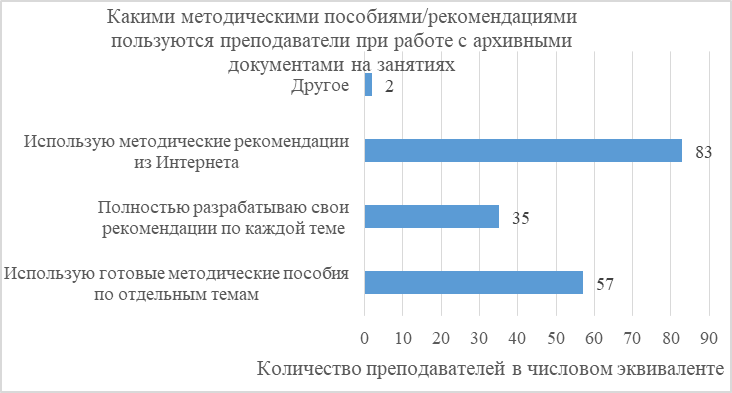 Какими методическими пособиями/рекомендациями
пользуются преподаватели при работе с архивными
документами на занятиях
Другое
2
Использую методические рекомендации
из Интернета
83
Полностью разрабатываю свои
рекомендации по каждой теме
35
Использую готовые методические пособия
по отдельным темам
57
0 10 20 30 40 50 60 70 80 90
Количество преподавателей в числовом эквиваленте